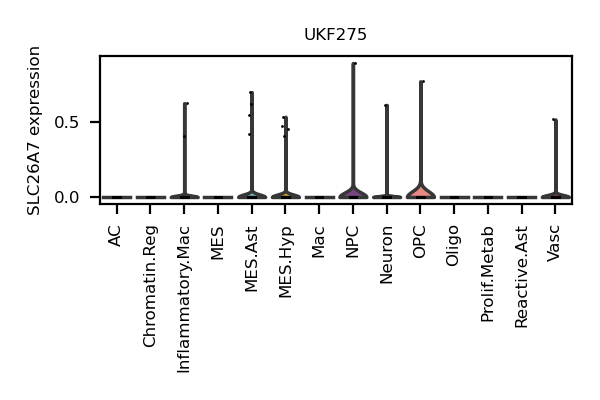 UKF275
SLC26A7 expression
0.5
0.0
AC
Chromatin.Reg
Inflammatory.Mac
MES
MES.Ast
MES.Hyp
Mac
NPC
Neuron
OPC
Oligo
Prolif.Metab
Reactive.Ast
Vasc